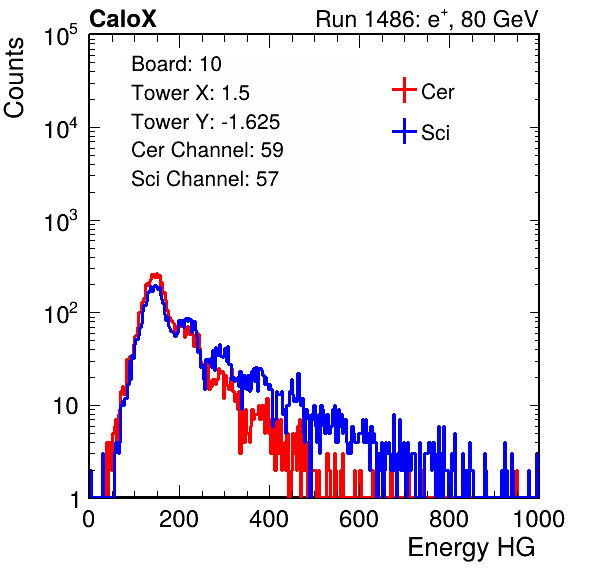 CaloX Run 1486: e⁺, 80 GeV
Counts
10⁵
10⁴
10³
10²
10
1
Board: 10
Tower X: 1.5
Tower Y: -1.625
Cer Channel: 59
Sci Channel: 57
Cer
Sci
0 200 400 600 800 1000
Energy HG